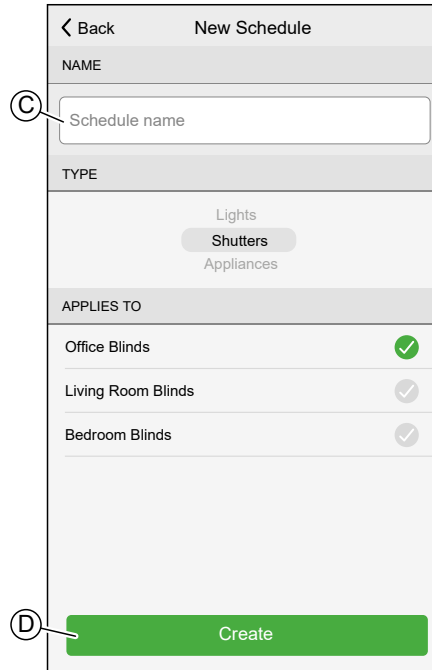 Back New Schedule
NAME
C
Schedule name
TYPE
Lights
Shutters
Appliances
APPLIES TO
Office Blinds
Living Room Blinds
Bedroom Blinds
D
Create